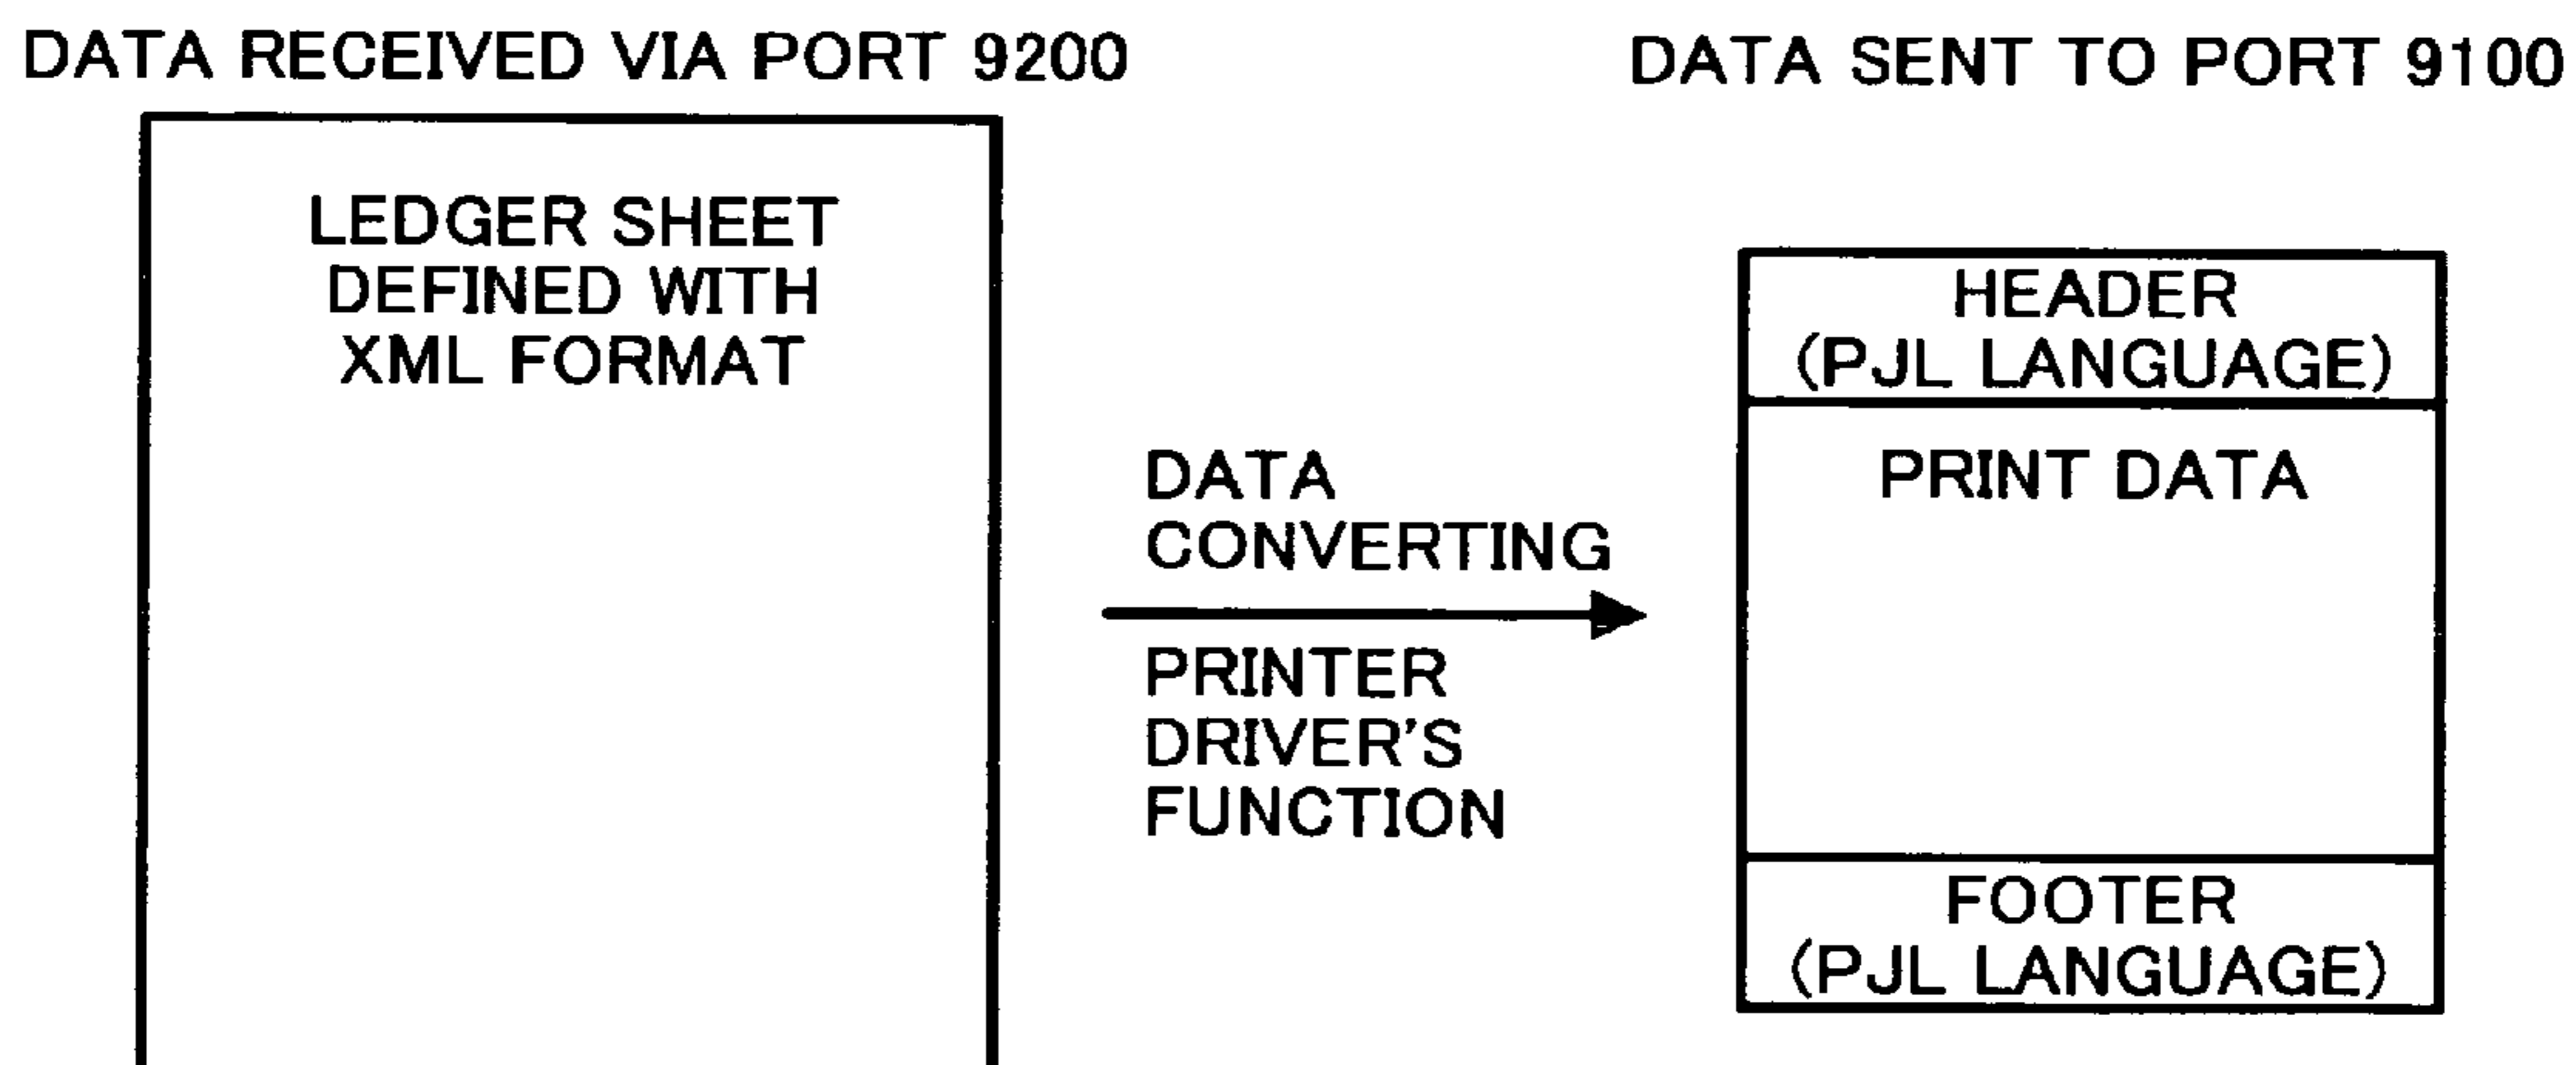 DATA RECEIVED VIA PORT 9200
LEDGER SHEET
DEFINED WITH
XML FORMAT
DATA
CONVERTING
PRINTER
DRIVER'S
FUNCTION
DATA SENT TO PORT 9100
HEADER
(PJL LANGUAGE)
PRINT DATA
FOOTER
(PJL LANGUAGE)